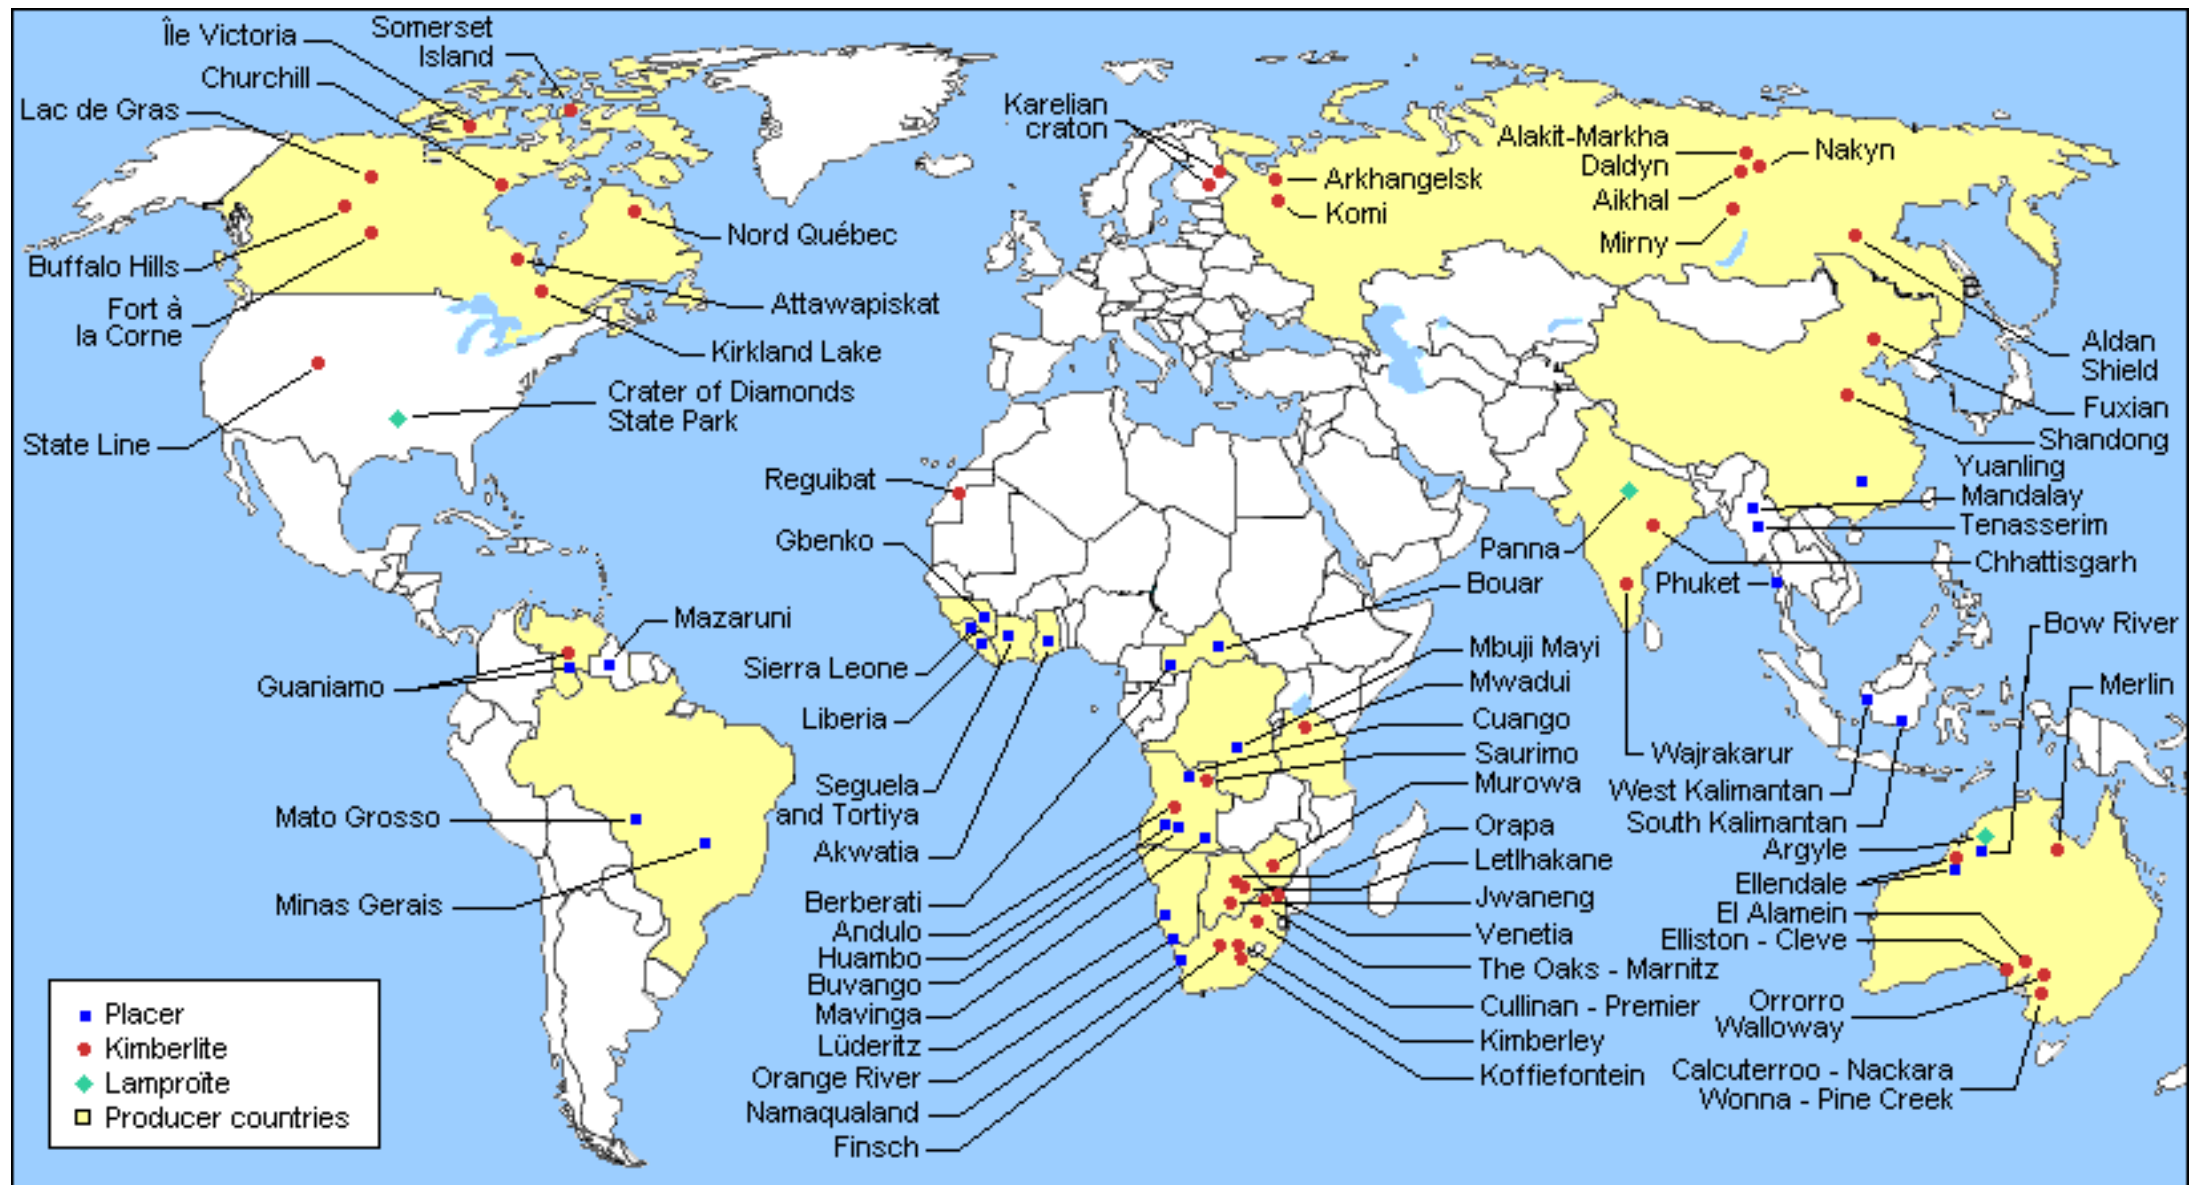 Île Victoria
Somerset
Island
Churchill
Lac de Gras
Buffalo Hills
Fort à
la Corne
State Line
Nord Québec
Attawapiskat
Kirkland Lake
Crater of Diamonds
State Park
Karelian
craton
Arkhangelsk
Komi
Alakit-Markha
Daldyn
Aikhal
Mirny
Nakyn
Aldan
Shield
Fuxian
Shandong
Yuanling
Mandalay
Tenasserim
Chhattisgarh
Panna
Phuket
Wajrakarur
Reguibat
Gbenko
Sierra Leone
Liberia
Seguela
and Tortiya
Akwatia
Berberati
Andulo
Huambo
Buvango
Mavinga
Lüderitz
Orange River
Namaqualand
Finsch
Bouar
Mbuji Mayi
Mwadui
Cuango
Saurimo
Murowa
Orapa
Letlhakane
Jwaneng
Venetia
The Oaks - Marnitz
Cullinan - Premier
Kimberley
Koffiefontein
Mazaruni
Guaniamo
Mato Grosso
Minas Gerais
Bow River
Merlin
West Kalimantan
South Kalimantan
Argyle
Ellendale
El Alamein
Elliston - Cleve
Orrorro
Walloway
Calcuterroo - Nackara
Wonna - Pine Creek
Placer
Kimberlite
Lamproïte
Producer countries